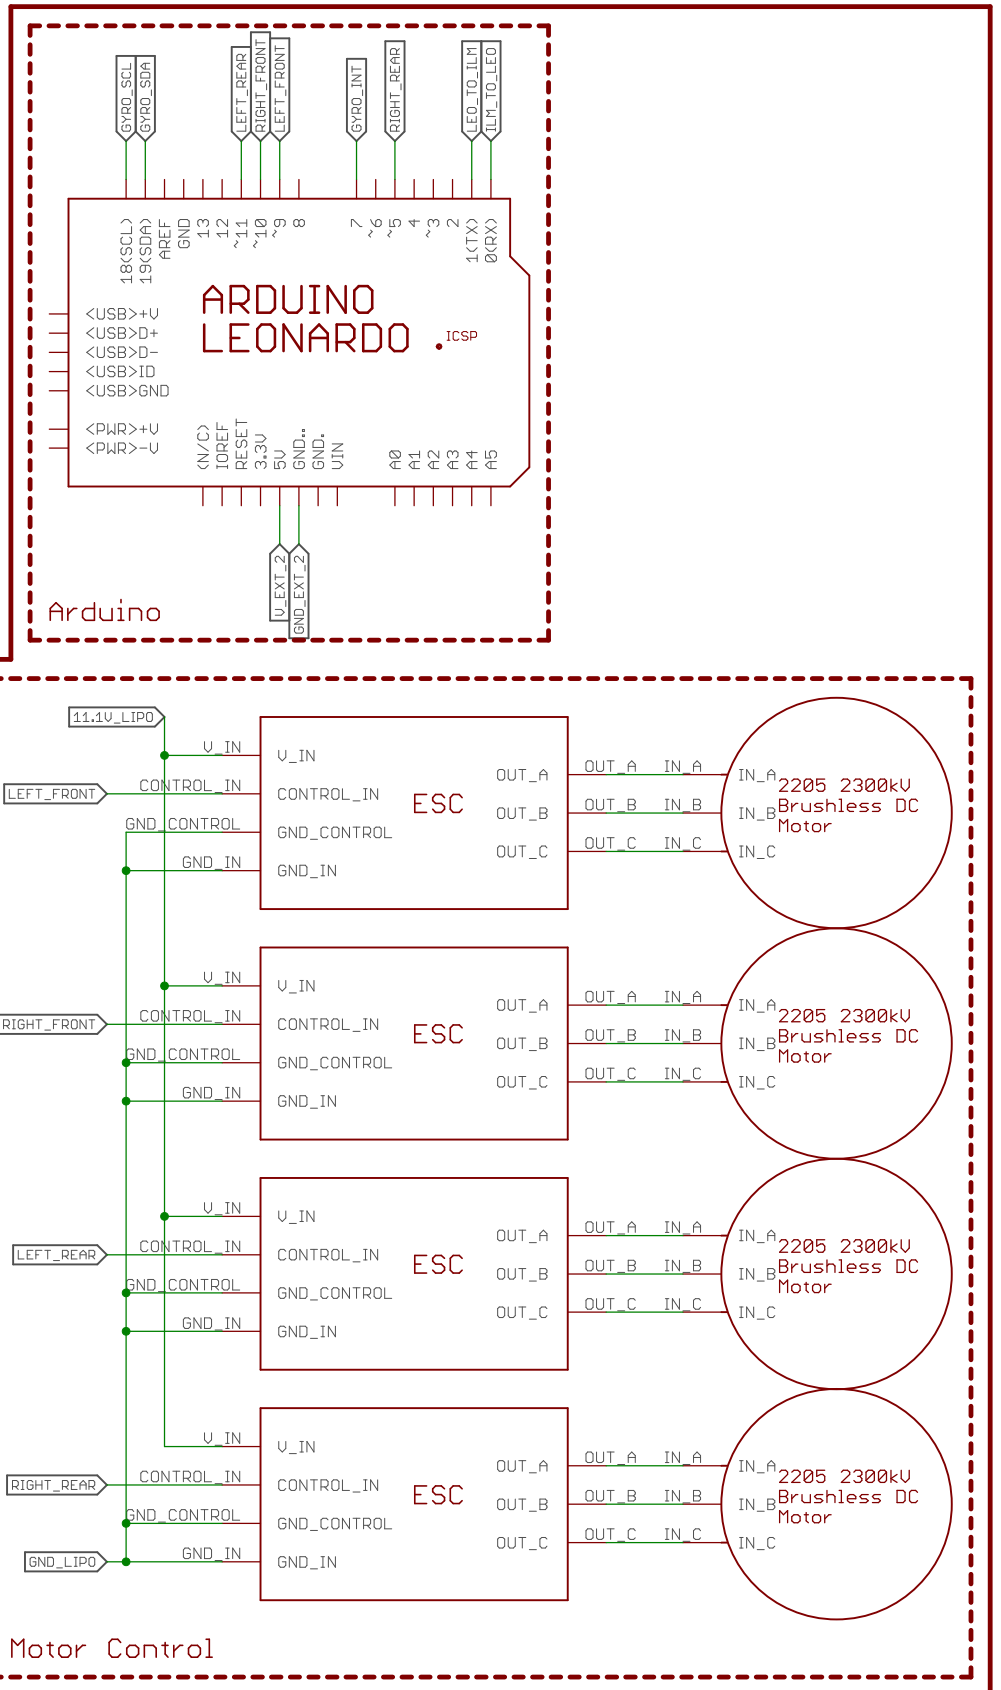 GYRO_SCL
GYRO_SDA
LEFT_REAR
RIGHT_FRONT
LEFT_FRONT
GYRO_INT
RIGHT_REAR
LEO_TO_ILM
ILM_TO_LEO
18(SCL)
19(SDA)
AREF
GND
13
12
~11
~10
~9
8
7
~6
~5
4
~3
2
1(TX)
0(RX)
ARDUINO
LEONARDO
ICSP
<USB>+V
<USB>D+
<USB>D-
<USB>ID
<USB>GND
<PWR>+V
<PWR>-V
(N/C)
IOREF
RESET
3.3V
5V
GND..
GND.
VIN
A0
A1
A2
A3
A4
A5
V_EXT_2
GND_EXT_2
Arduino
11.1V_LIPO
V_IN
V_IN
LEFT_FRONT
CONTROL_IN
CONTROL_IN
GND_CONTROL
GND_CONTROL
GND_IN
GND_IN
ESC
OUT_A
OUT_A
IN_A
IN_A
OUT_B
OUT_B
IN_B
IN_B
OUT_C
OUT_C
IN_C
IN_C
2205 2300kV
Brushless DC
Motor
V_IN
V_IN
RIGHT_FRONT
CONTROL_IN
CONTROL_IN
GND_CONTROL
GND_CONTROL
GND_IN
GND_IN
ESC
OUT_A
OUT_A
IN_A
IN_A
OUT_B
OUT_B
IN_B
IN_B
OUT_C
OUT_C
IN_C
IN_C
2205 2300kV
Brushless DC
Motor
V_IN
V_IN
LEFT_REAR
CONTROL_IN
CONTROL_IN
GND_CONTROL
GND_CONTROL
GND_IN
GND_IN
ESC
OUT_A
OUT_A
IN_A
IN_A
OUT_B
OUT_B
IN_B
IN_B
OUT_C
OUT_C
IN_C
IN_C
2205 2300kV
Brushless DC
Motor
V_IN
V_IN
RIGHT_REAR
CONTROL_IN
CONTROL_IN
GND_CONTROL
GND_CONTROL
GND_LIPO
GND_IN
GND_IN
ESC
OUT_A
OUT_A
IN_A
IN_A
OUT_B
OUT_B
IN_B
IN_B
OUT_C
OUT_C
IN_C
IN_C
2205 2300kV
Brushless DC
Motor
Motor Control